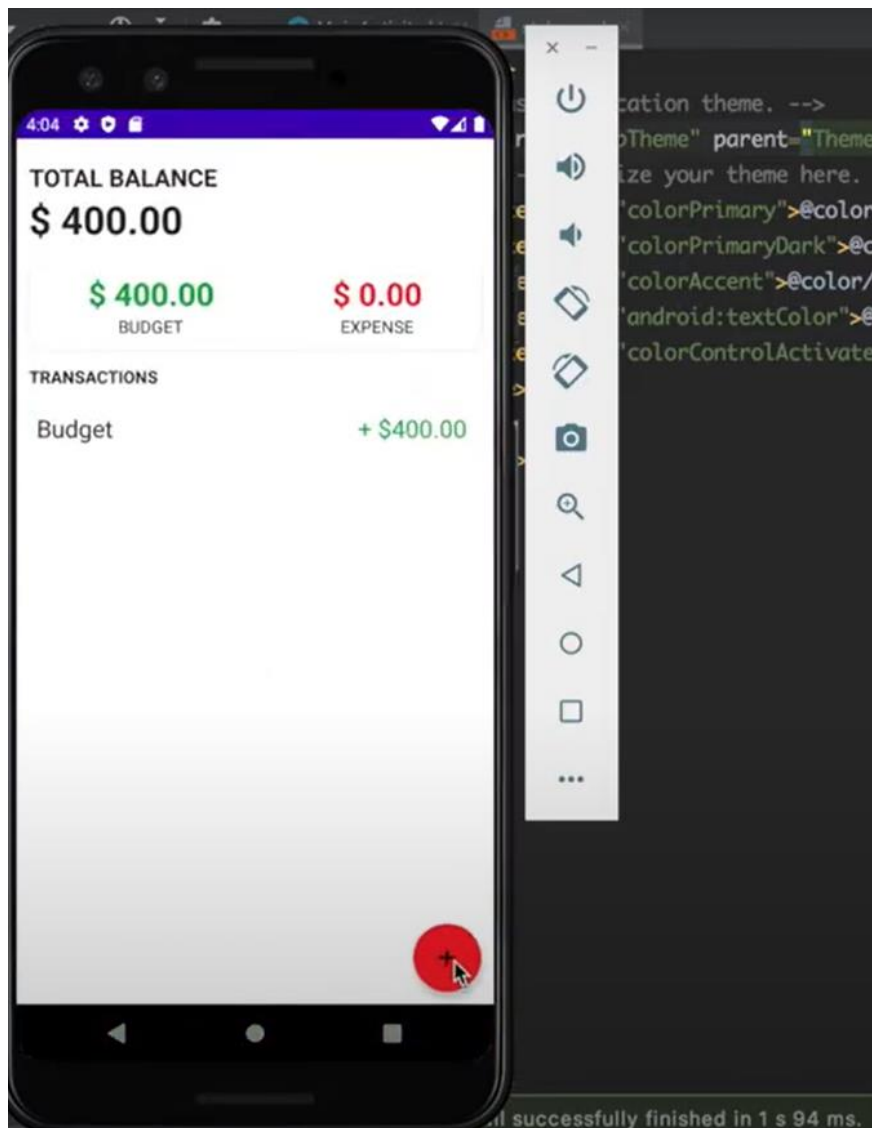 4:04
TOTAL BALANCE
$ 400.00
$ 400.00 $ 0.00
BUDGET EXPENSE
TRANSACTIONS
Budget + $400.00
+
cation theme. -->
Theme" parent="Theme
ize your theme here.
"colorPrimary">@color
"colorPrimaryDark">@c
"colorAccent">@color/
"android:textColor">@
"colorControlActivate
successfully finished in 1 s 94 ms.